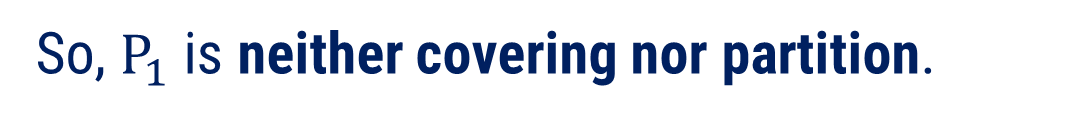 So, P₁ is neither covering nor partition.